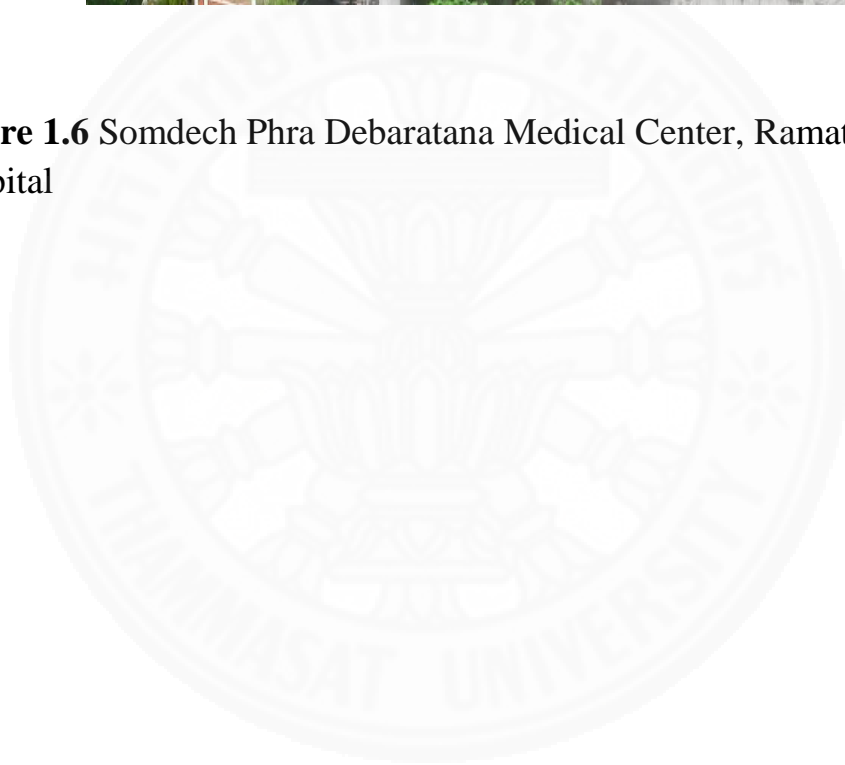 re 1.6 Somdech Phra Debaratana Medical Center, Ramat
pital
THAMMASAT UNIVERSITY